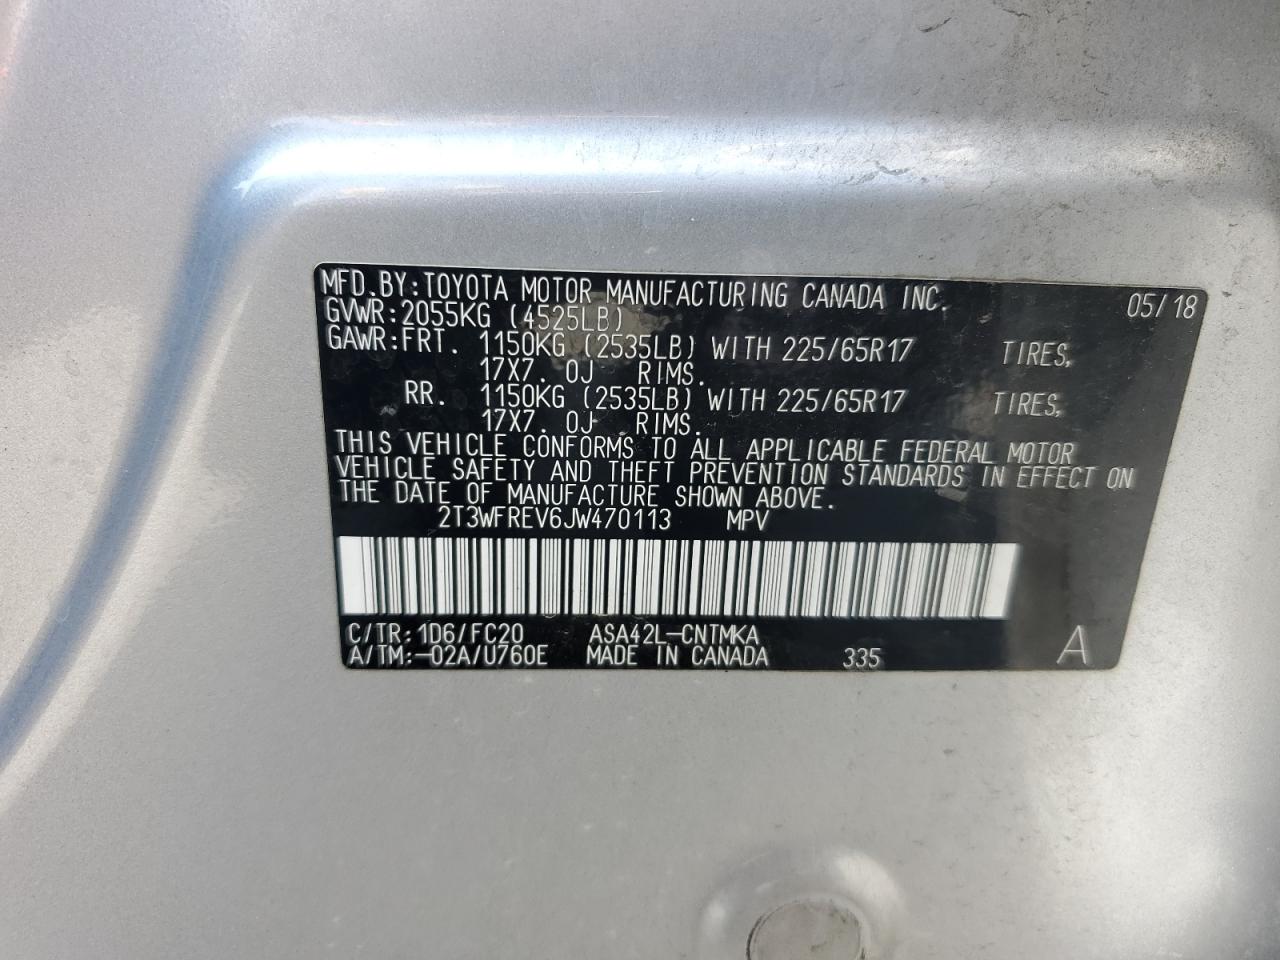 MFD.BY:TOYOTA MOTOR MANUFACTURING CANADA INC. 05/18
GVWR:2055KG (4525LB)
GAWR:FRT. 1150KG (2535LB) WITH 225/65R17 TIRES,
17X7. 0J RIMS.
RR. 1150KG (2535LB) WITH 225/65R17 TIRES,
17X7. 0J RIMS.
THIS VEHICLE CONFORMS TO ALL APPLICABLE FEDERAL MOTOR
VEHICLE SAFETY AND THEFT PREVENTION STANDARDS IN EFFECT ON
THE DATE OF MANUFACTURE SHOWN ABOVE.
2T3WFREV6JW470113 MPV
C/TR:1D6/FC20 ASA42L-CNTMKA
A/TM:-02A/U760E MADE IN CANADA 335 A